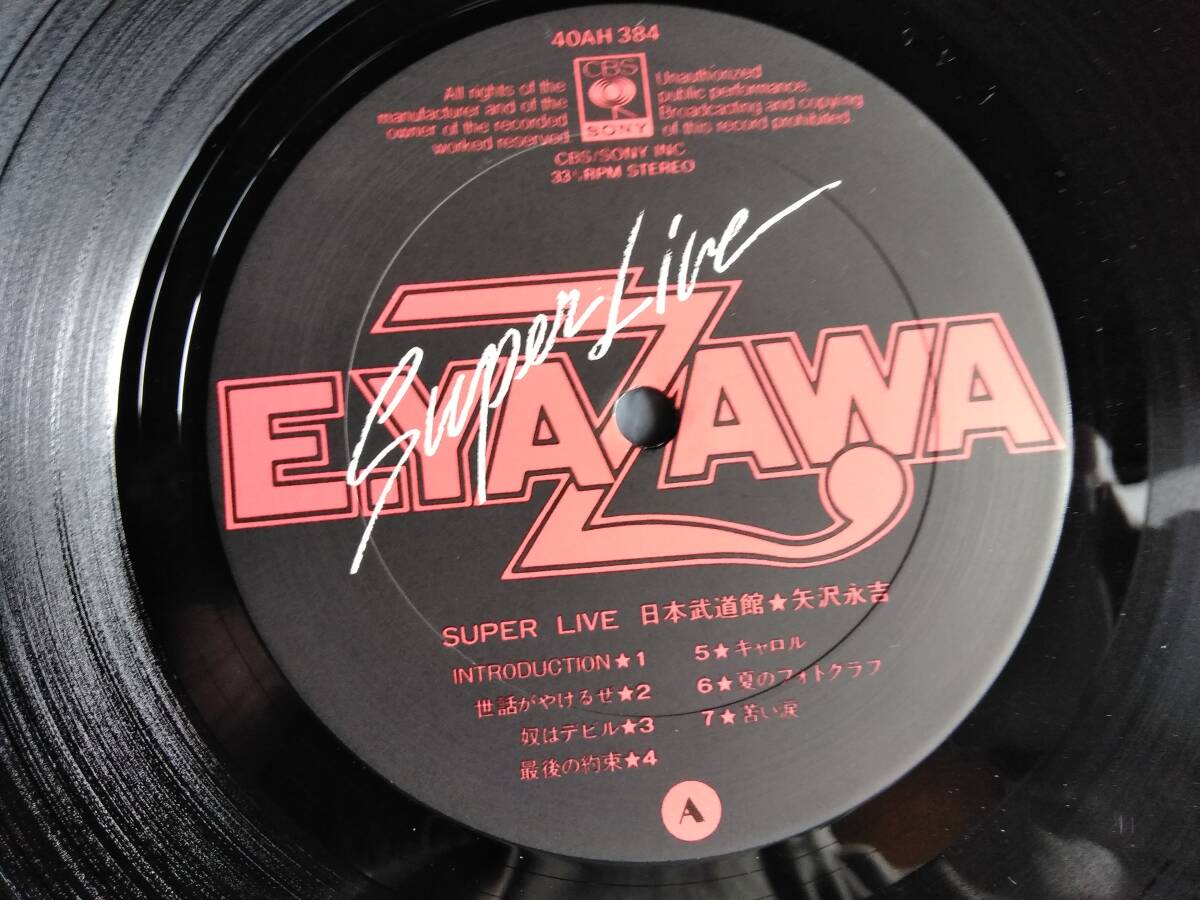 40AH 384
All rights of the
manufacturer and of the
owner of the recorded
worked reserved
CBS
SONY
Unauthorized
public performance.
Broadcasting and copying
of this record prohibited.
CBS/SONY INC.
33⅓RPM STEREO
Super Live
E.YAZAWA
SUPER LIVE 日本武道館★矢沢永吉
INTRODUCTION★1
世話がやけるぜ★2
奴はデビル★3
最後の約束★4
5★キャロル
6★夏のフォトグラフ
7★苦い涙
A